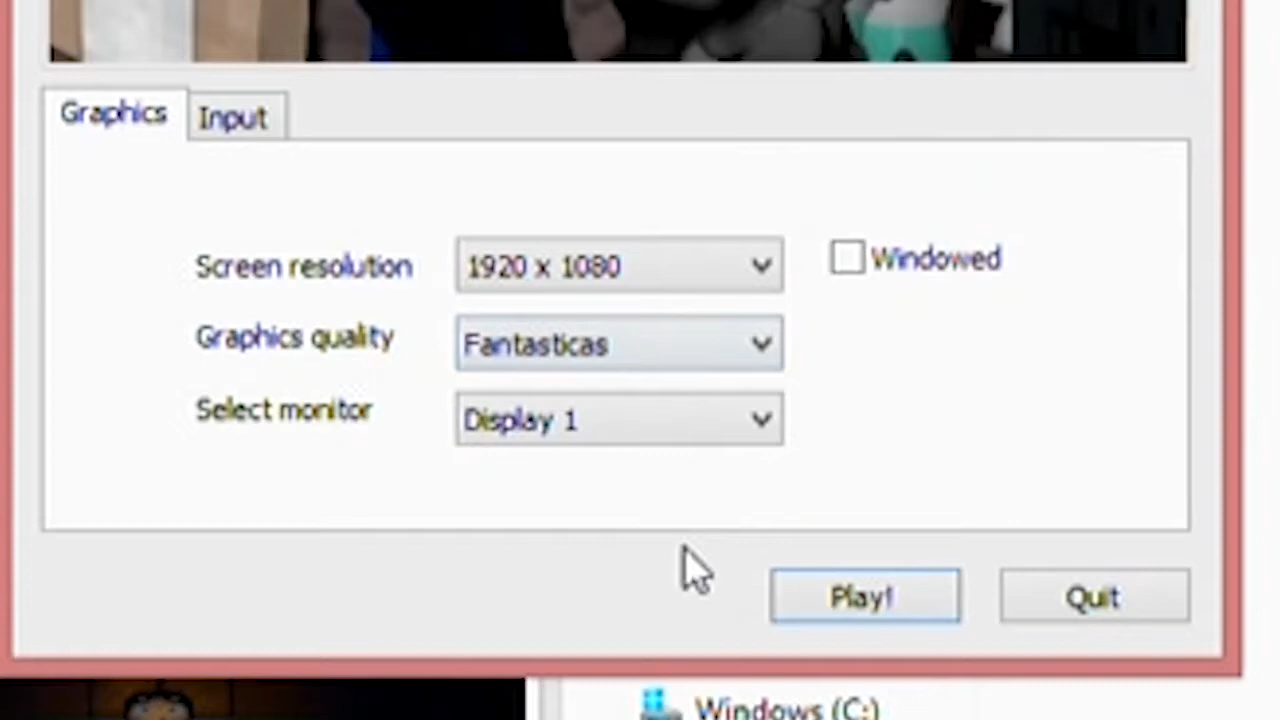 Graphics
Input
Screen resolution
1920 x 1080
Windowed
Graphics quality
Fantasticas
Select monitor
Display 1
Play!
Quit
Windows (C:)